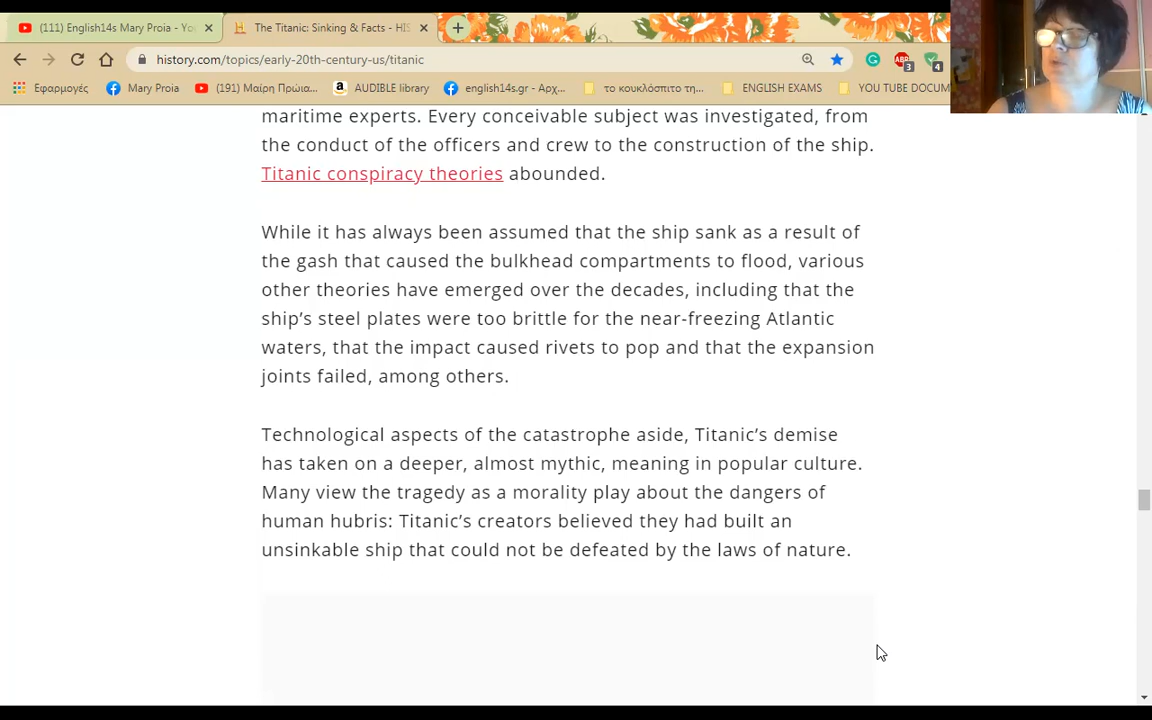 (111) English14s Mary Proia - Yo
The Titanic: Sinking & Facts - HIS
history.com/topics/early-20th-century-us/titanic
ABP
3
4
Εφαρμογές
Mary Proia
(191) Μαίρη Πρώια...
AUDIBLE library
english14s.gr - Αρχ...
το κουκλόσπιτο τη...
ENGLISH EXAMS
YOU TUBE DOCUM
maritime experts. Every conceivable subject was investigated, from
the conduct of the officers and crew to the construction of the ship.
Titanic conspiracy theories abounded.
While it has always been assumed that the ship sank as a result of
the gash that caused the bulkhead compartments to flood, various
other theories have emerged over the decades, including that the
ship’s steel plates were too brittle for the near-freezing Atlantic
waters, that the impact caused rivets to pop and that the expansion
joints failed, among others.
Technological aspects of the catastrophe aside, Titanic’s demise
has taken on a deeper, almost mythic, meaning in popular culture.
Many view the tragedy as a morality play about the dangers of
human hubris: Titanic’s creators believed they had built an
unsinkable ship that could not be defeated by the laws of nature.